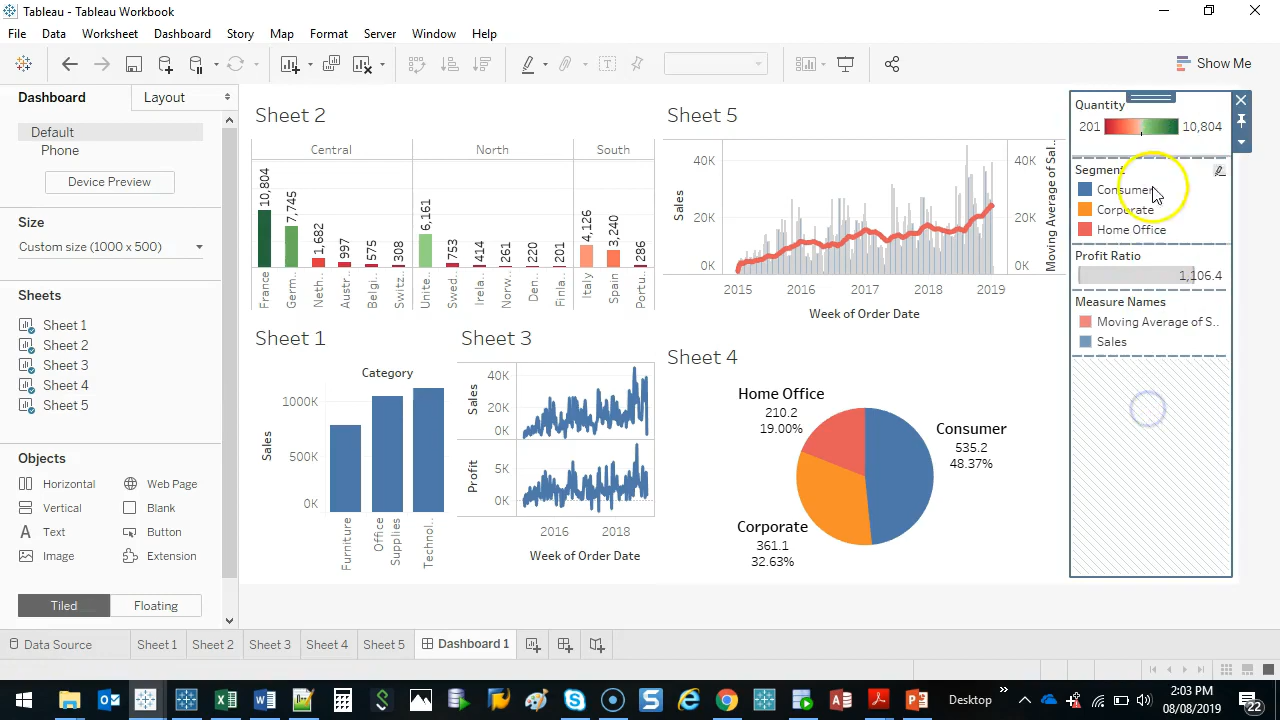 Tableau - Tableau Workbook
File Data Worksheet Dashboard Story Map Format Server Window Help
Show Me
Dashboard
Layout
Default
Phone
Device Preview
Size
Custom size (1000 x 500)
Sheets
Sheet 1
Sheet 2
Sheet 3
Sheet 4
Sheet 5
Objects
Horizontal
Web Page
Vertical
Blank
Text
Button
Image
Extension
Tiled
Floating
Sheet 2
Central North South
10,804
7,745
1,682
997
575
308
6,161
753
414
261
220
201
4,126
3,240
286
France
Germ..
Neth..
Austr..
Belgi..
Switz..
Unite..
Swed..
Irela..
Norw..
Den..
Finla..
Italy
Spain
Portu..
Sheet 5
Sales
40K
20K
0K
40K
20K
0K
Moving Average of Sal..
2015 2016 2017 2018 2019
Week of Order Date
Sheet 1
Category
Sales
1000K
500K
0K
Furniture
Office Supplies
Technol..
Sheet 3
Sales
40K
20K
0K
Profit
5K
0K
2016 2018
Week of Order Date
Sheet 4
Home Office
210.2
19.00%
Consumer
535.2
48.37%
Corporate
361.1
32.63%
Quantity
201 10,804
Segment
Consumer
Corporate
Home Office
Profit Ratio
1,106.4
Measure Names
Moving Average of S..
Sales
Data Source Sheet 1 Sheet 2 Sheet 3 Sheet 4 Sheet 5 Dashboard 1
Desktop
2:03 PM
08/08/2019
22